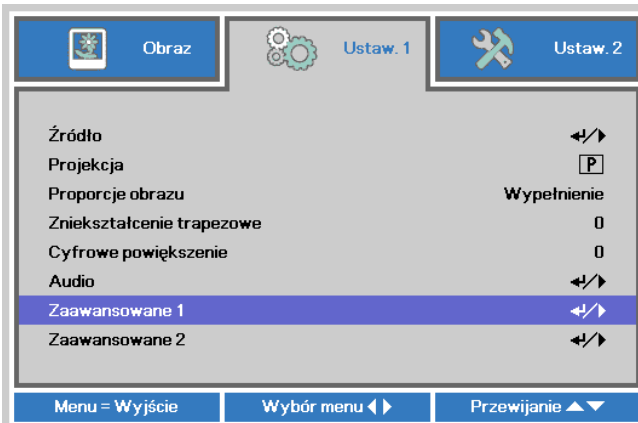 Obraz Ustaw. 1 Ustaw. 2
Źródło
Projekcja P
Proporcje obrazu Wypełnienie
Zniekształcenie trapezowe 0
Cyfrowe powiększenie 0
Audio
Zaawansowane 1
Zaawansowane 2
Menu = Wyjście Wybór menu Przewijanie